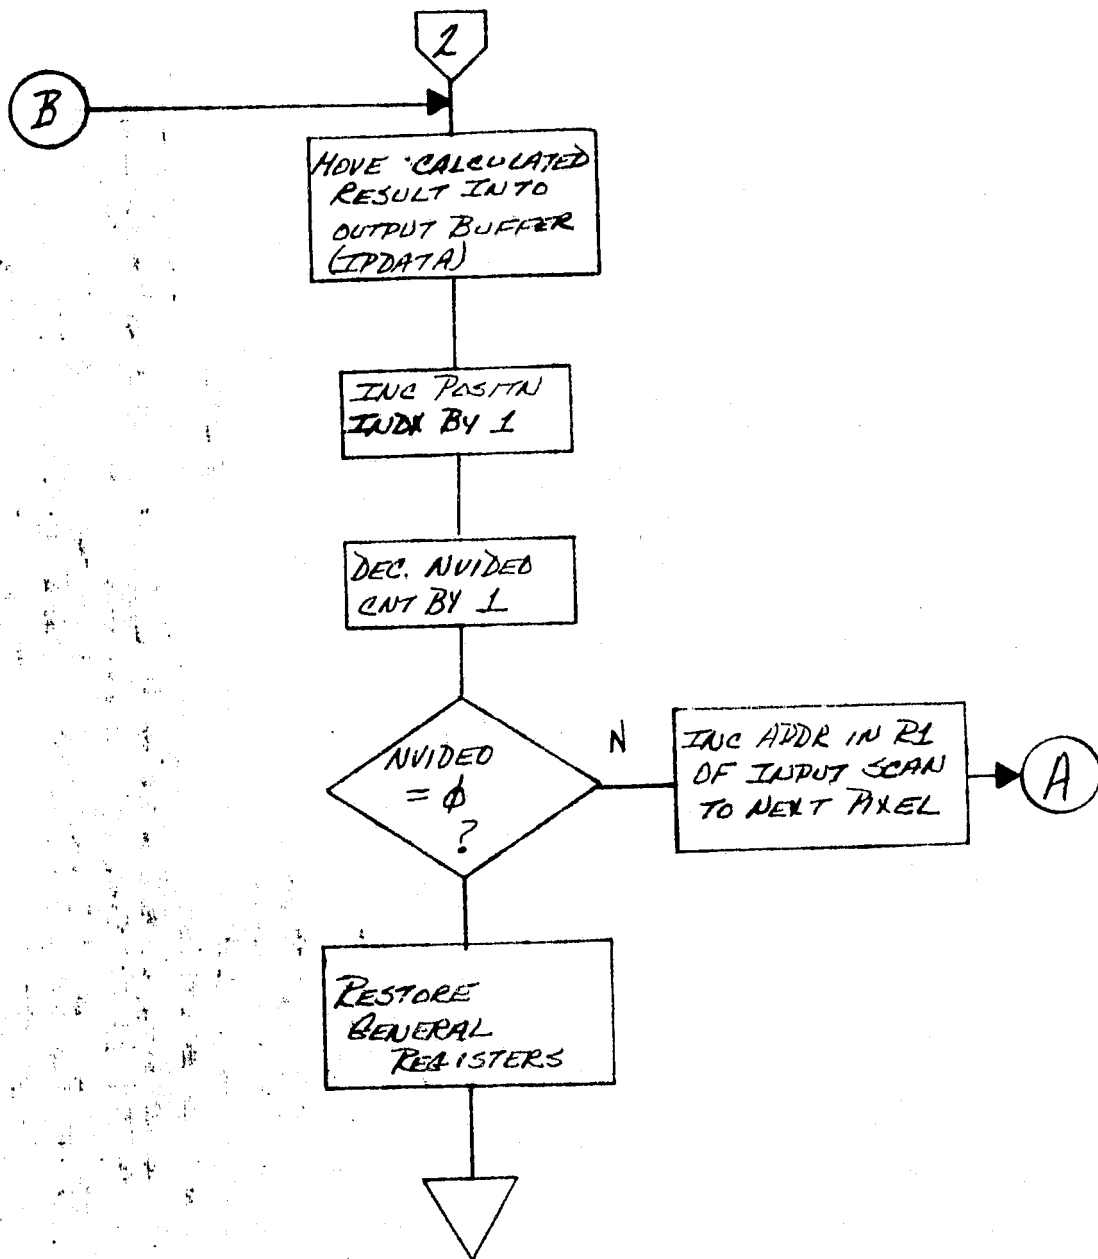 2
B
MOVE CALCULATED
RESULT INTO
OUTPUT BUFFER
(IPDATA)
INC POSITN
INDX BY 1
DEC. NVIDEO
CNT BY 1
NVIDEO
= ϕ
?
N
INC ADDR IN R1
OF INPUT SCAN
TO NEXT PIXEL
A
RESTORE
GENERAL
REGISTERS